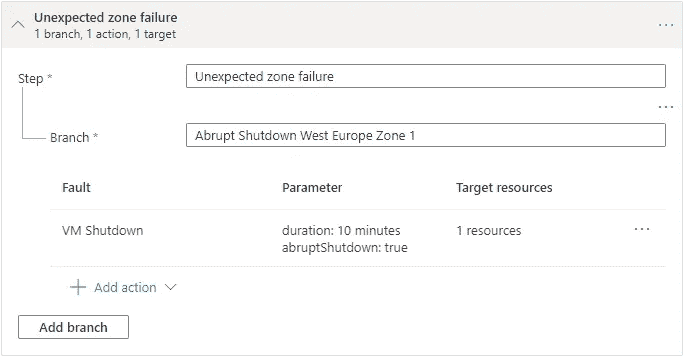 Unexpected zone failure
1 branch, 1 action, 1 target
Step *
Unexpected zone failure
Branch *
Abrupt Shutdown West Europe Zone 1
Fault Parameter Target resources
VM Shutdown duration: 10 minutes 1 resources
abruptShutdown: true
Add action
Add branch